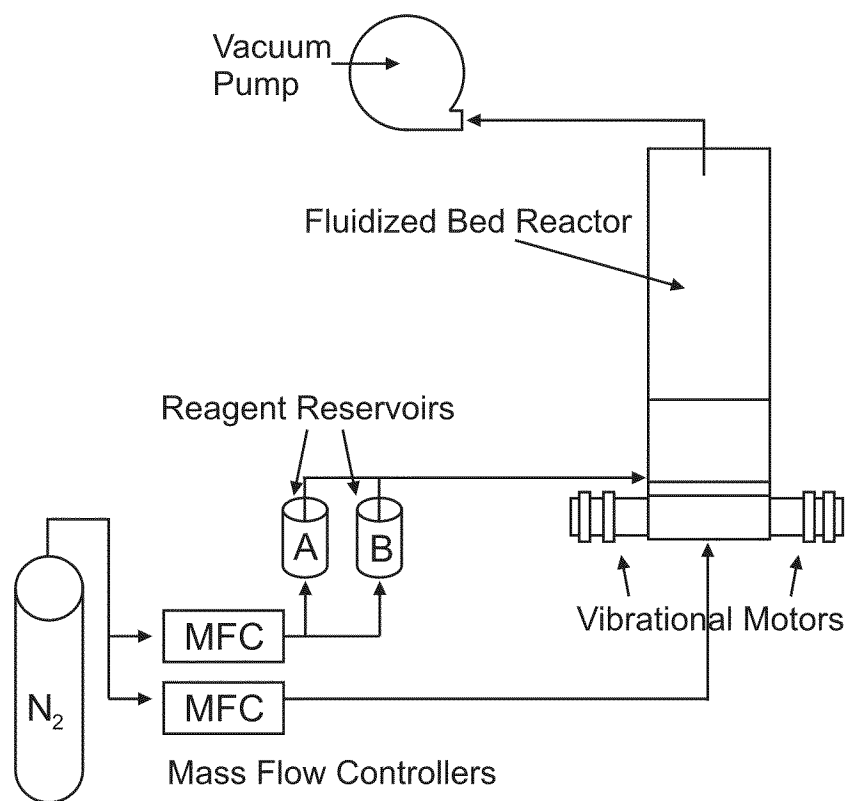 Vacuum
Pump
Fluidized Bed Reactor
Reagent Reservoirs
A
B
Vibrational Motors
MFC
N₂
MFC
Mass Flow Controllers